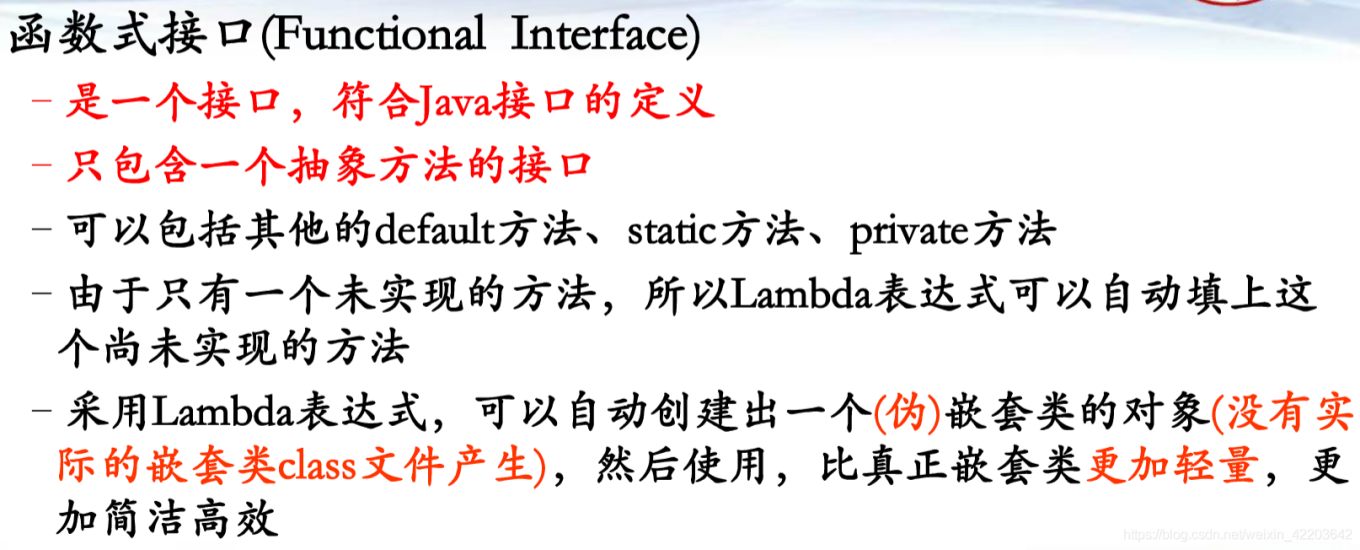 函数式接口(Functional Interface)
– 是一个接口，符合Java接口的定义
– 只包含一个抽象方法的接口
– 可以包括其他的default方法、static方法、private方法
– 由于只有一个未实现的方法，所以Lambda表达式可以自动填上这
个尚未实现的方法
– 采用Lambda表达式，可以自动创建出一个(伪)嵌套类的对象(没有实
际的嵌套类class文件产生)，然后使用，比真正嵌套类更加轻量，更
加简洁高效
https://blog.csdn.net/weixin_42203642